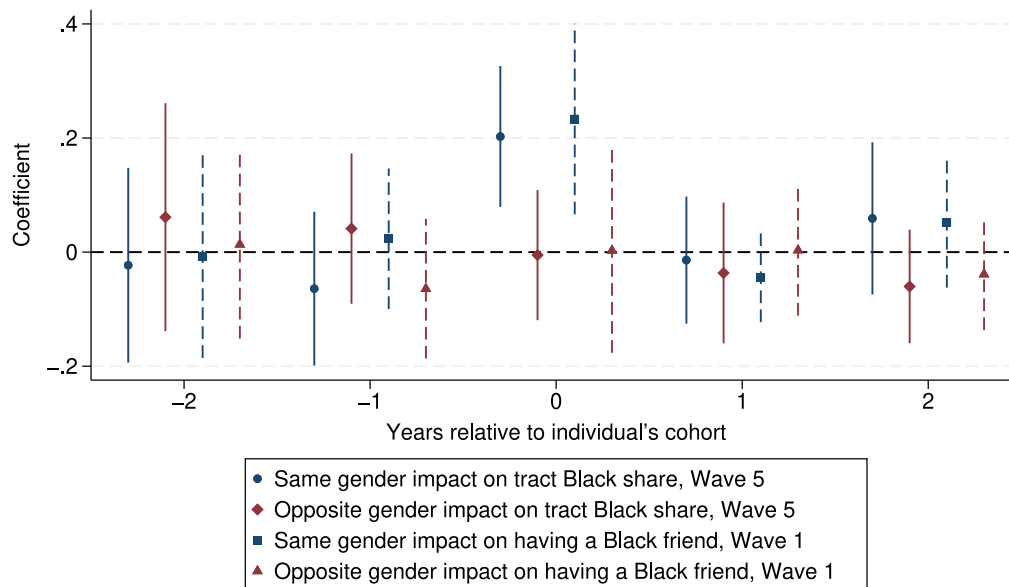 .4
.2
0
−.2
Coefficient
−2
−1
0
1
2
Years relative to individual's cohort
Same gender impact on tract Black share, Wave 5
Opposite gender impact on tract Black share, Wave 5
Same gender impact on having a Black friend, Wave 1
Opposite gender impact on having a Black friend, Wave 1